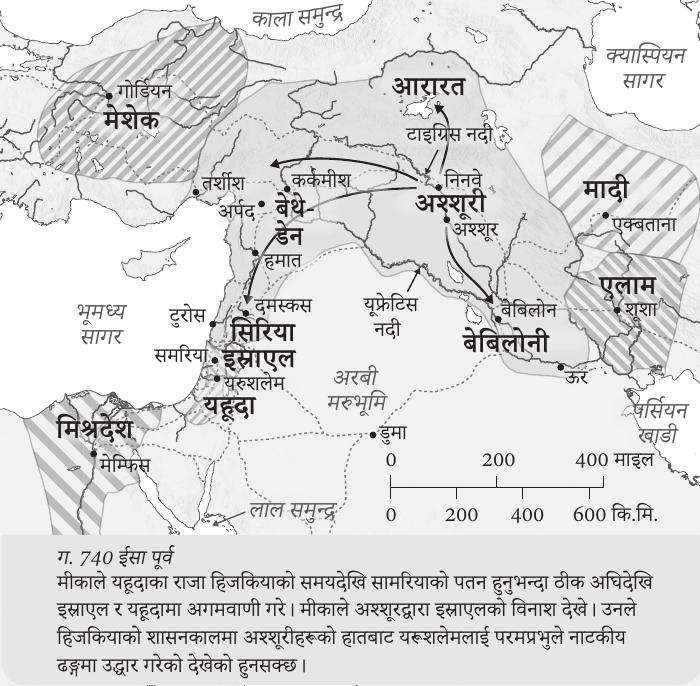 काला समुन्द्र
क्यास्पियन
सागर
गोर्डियन
मेशेक
आरारत
टाइग्रिस नदी
तर्शीश
कर्कमीश
निनवे
मादी
अर्पद
बेथ
डेन
अश्शूरी
अश्शूर
एक्बताना
हमात
एलाम
भूमध्य
सागर
टुरोस
दमस्कस
यूफ्रेटिस
नदी
बेबिलोन
शूशा
सिरिया
बेबिलोनी
समरिया
इस्राएल
यरुशलेम
ऊर
यहूदा
अरबी
मरुभूमि
पर्सियन
खाडी
मिश्रदेश
डुमा
मेम्फिस
0 200 400 माइल
0 200 400 600 कि.मि.
लाल समुन्द्र
ग. 740 ईसा पूर्व
मीकाले यहूदाका राजा हिजकियाको समयदेखि सामरियाको पतन हुनुभन्दा ठीक अघिदेखि
इस्राएल र यहूदामा अगमवाणी गरे। मीकाले अश्शूरद्वारा इस्राएलको विनाश देखे। उनले
हिजकियाको शासनकालमा अश्शूरीहरूको हातबाट यरूशलेमलाई परमप्रभुले नाटकीय
ढङ्गमा उद्धार गरेको देखेको हुनसक्छ।